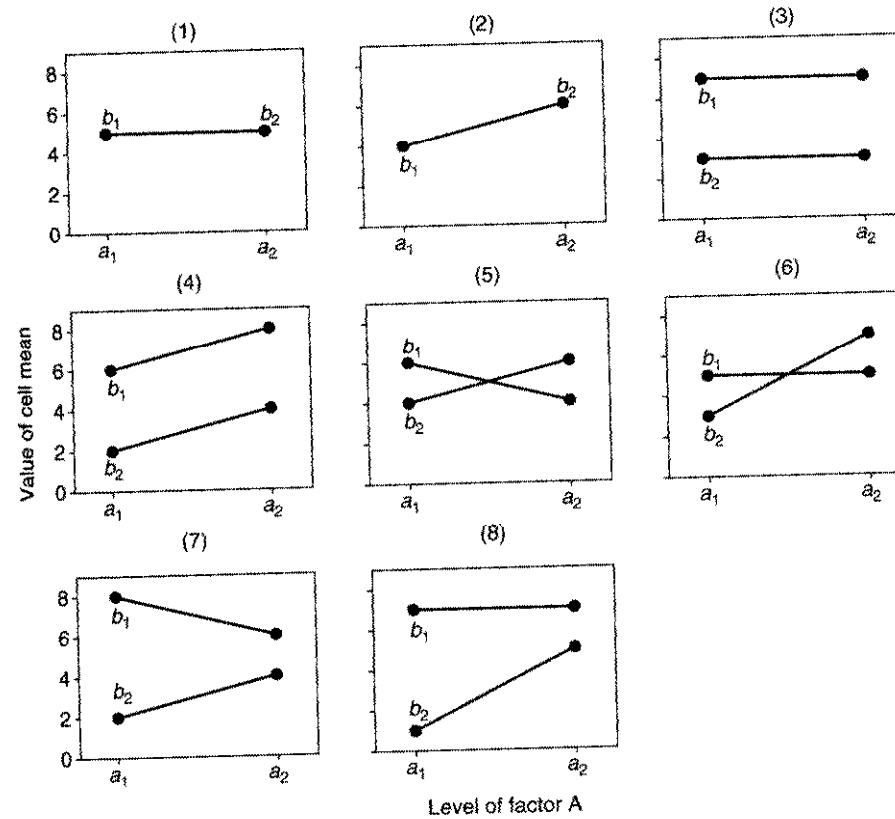 (1)
(2)
(3)
8
6
4
2
0
b₁
b₂
b₁
b₂
b₁
b₂
a₁
a₂
a₁
a₂
a₁
a₂
(4)
(5)
(6)
Value of cell mean
8
6
4
2
0
b₁
b₂
b₁
b₂
b₁
b₂
a₁
a₂
a₁
a₂
a₁
a₂
(7)
(8)
8
6
4
2
0
b₁
b₂
b₁
b₂
a₁
a₂
a₁
a₂
Level of factor A